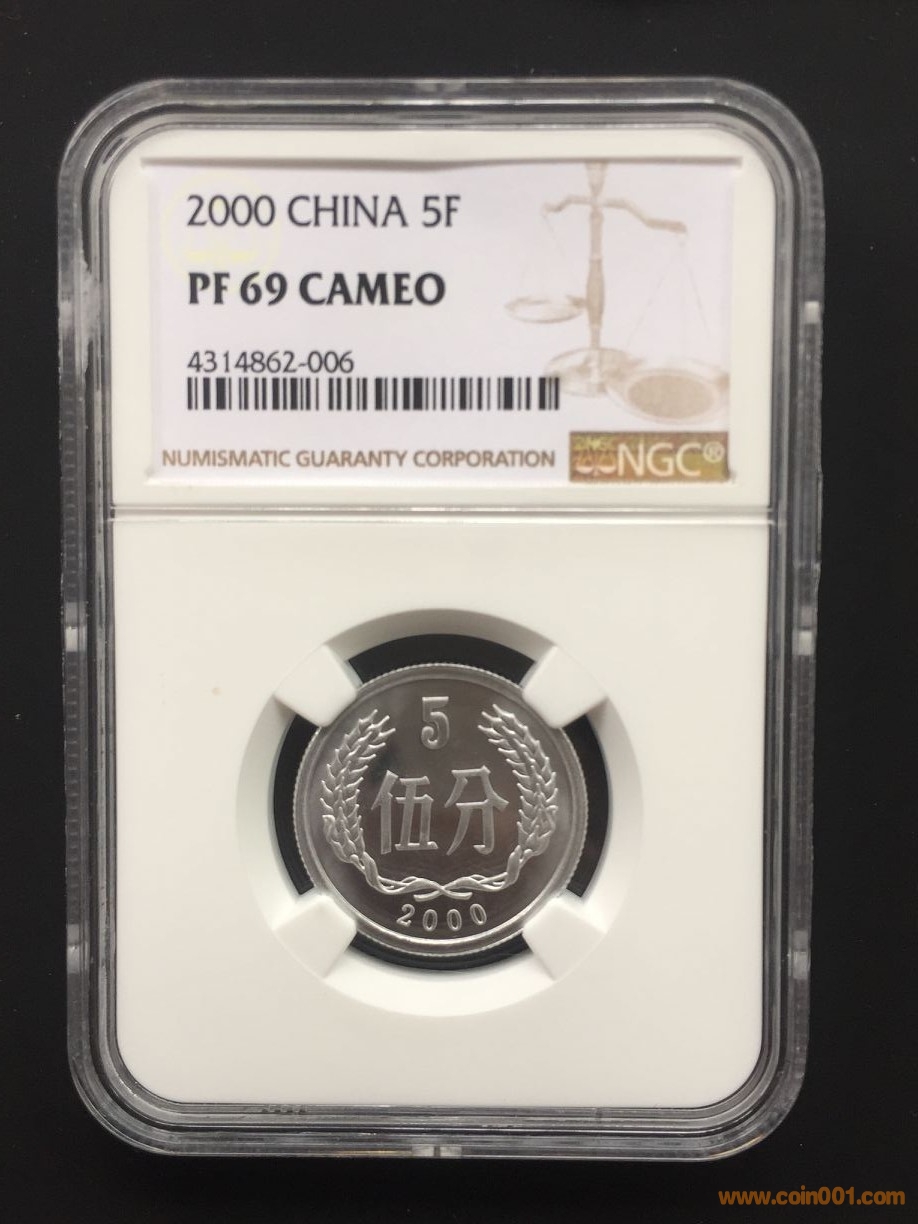 2000 CHINA 5F
PF 69 CAMEO
4314862-006
NUMISMATIC GUARANTY CORPORATION
NGC®
5
伍分
2000
www.coin001.com